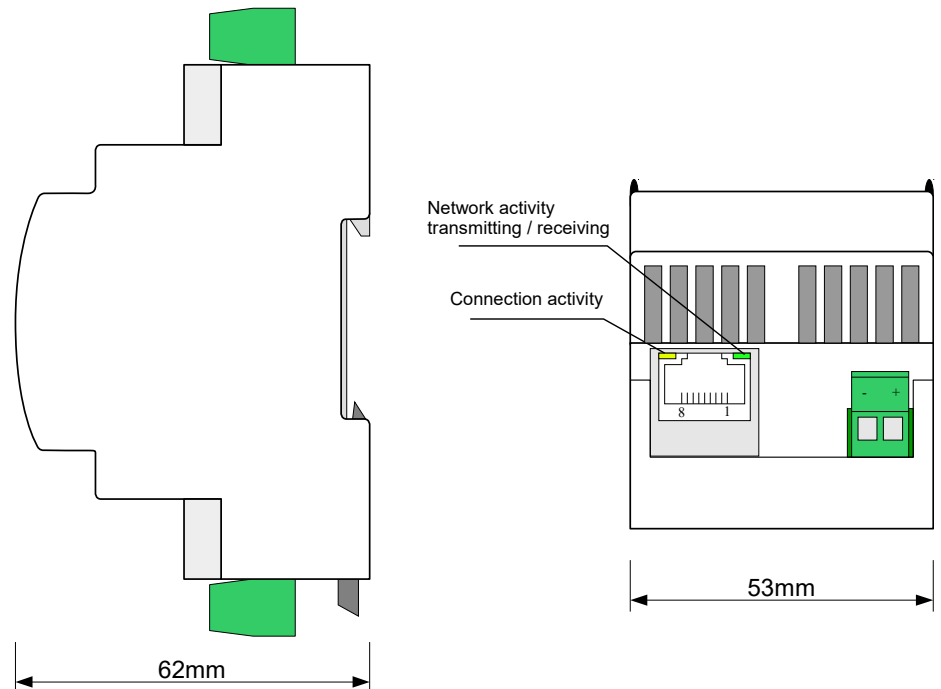 Network activity
transmitting / receiving
Connection activity
- +
8 1
53mm
62mm